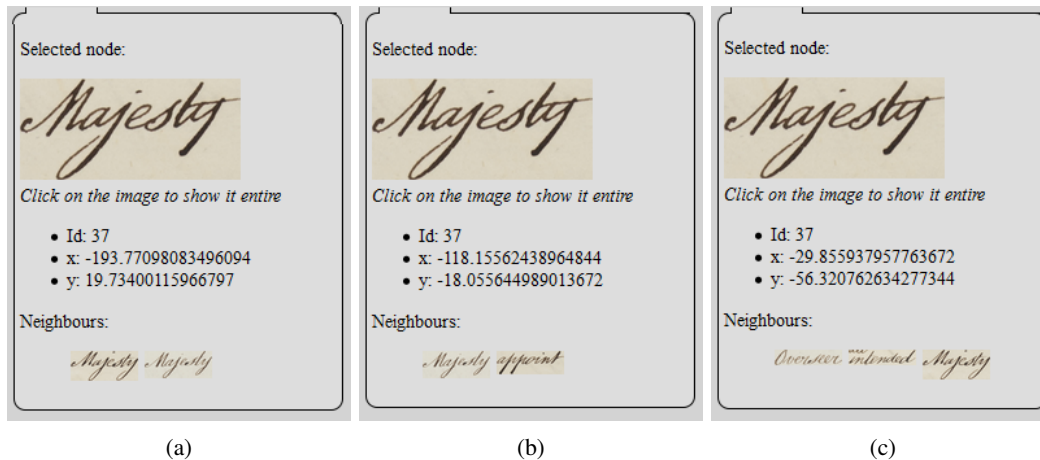 Selected node:
Majesty
Click on the image to show it entire
Id: 37
x: -193.77098083496094
y: 19.73400115966797
Neighbours:
Majesty Majesty
(a)
Selected node:
Majesty
Click on the image to show it entire
Id: 37
x: -118.15562438964844
y: -18.055644989013672
Neighbours:
Majesty appoint
(b)
Selected node:
Majesty
Click on the image to show it entire
Id: 37
x: -29.855937957763672
y: -56.320762634277344
Neighbours:
Overseer intended Majesty
(c)